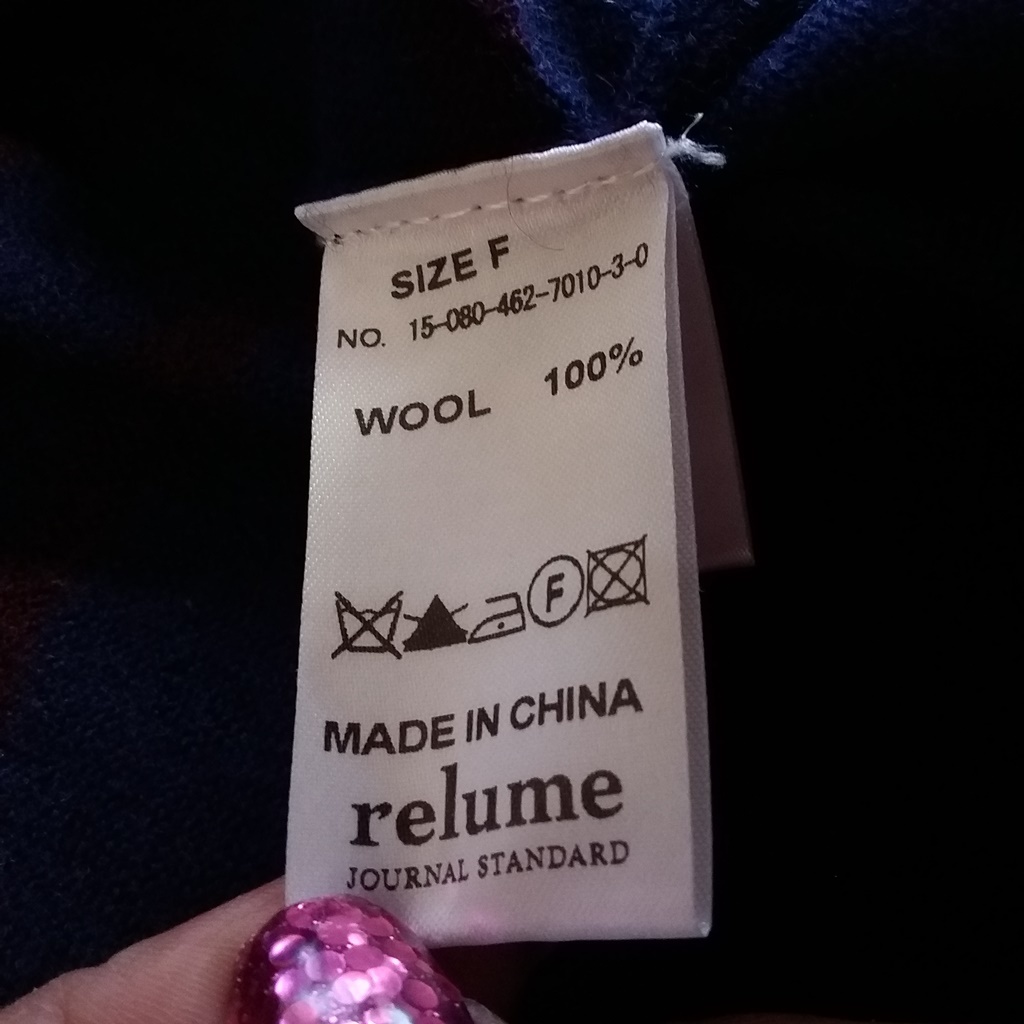 SIZE F
NO. 15-080-462-7010-3-0
WOOL 100%
F
MADE IN CHINA
relume
JOURNAL STANDARD